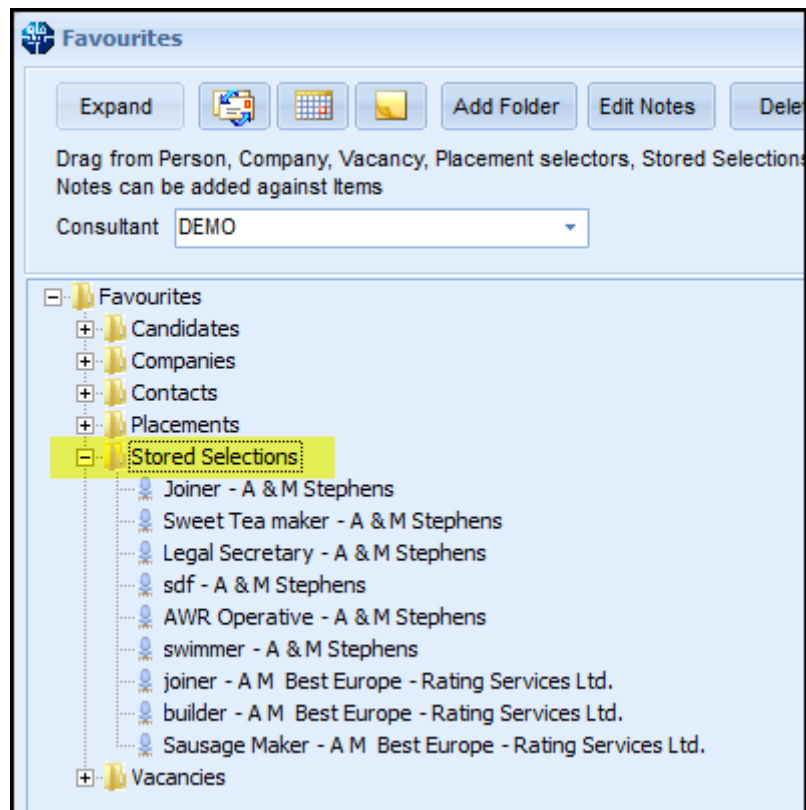 Favourites
Expand Add Folder Edit Notes Dele
Drag from Person, Company, Vacancy, Placement selectors, Stored Selections
Notes can be added against Items
Consultant DEMO
Favourites
Candidates
Companies
Contacts
Placements
Stored Selections
Joiner - A & M Stephens
Sweet Tea maker - A & M Stephens
Legal Secretary - A & M Stephens
sdf - A & M Stephens
AWR Operative - A & M Stephens
swimmer - A & M Stephens
joiner - A M  Best Europe - Rating Services Ltd.
builder - A M  Best Europe - Rating Services Ltd.
Sausage Maker - A M  Best Europe - Rating Services Ltd.
Vacancies